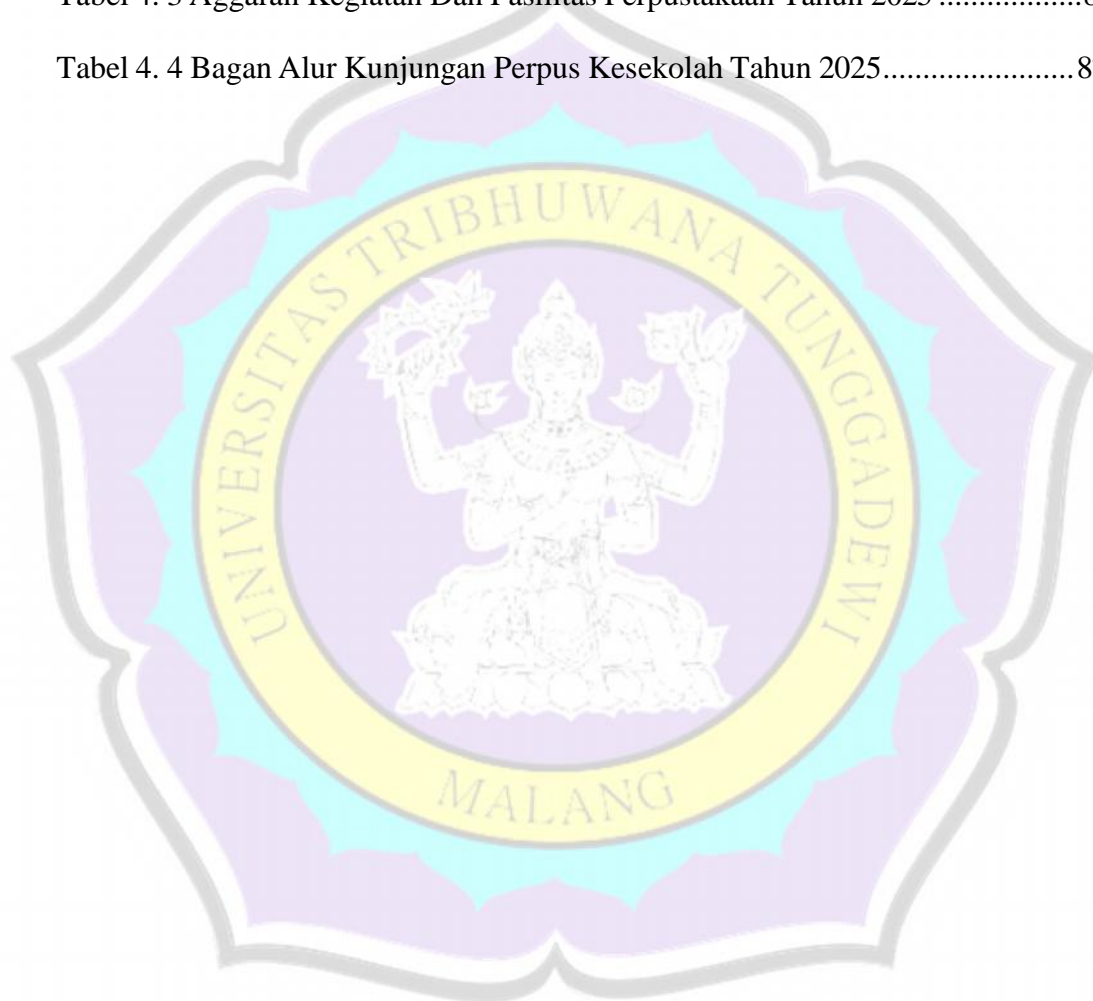 Tabel 4. 3 Aggaran Kegiatan Dan Fasilitas Perpustakaan Tahun 2025 ..................
Tabel 4. 4 Bagan Alur Kunjungan Perpus Kesekolah Tahun 2025........................8
UNIVERSITAS TRIBHUWANA TUNGGADEWI
MALANG